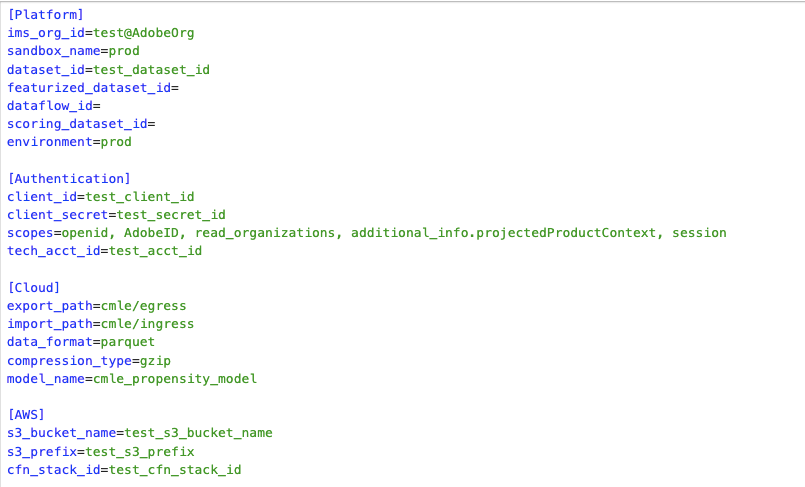 [Platform]
ims_org_id=test@AdobeOrg
sandbox_name=prod
dataset_id=test_dataset_id
featurized_dataset_id=
dataflow_id=
scoring_dataset_id=
environment=prod

[Authentication]
client_id=test_client_id
client_secret=test_secret_id
scopes=openid, AdobeID, read_organizations, additional_info.projectedProductContext, session
tech_acct_id=test_acct_id

[Cloud]
export_path=cmle/egress
import_path=cmle/ingress
data_format=parquet
compression_type=gzip
model_name=cmle_propensity_model

[AWS]
s3_bucket_name=test_s3_bucket_name
s3_prefix=test_s3_prefix
cfn_stack_id=test_cfn_stack_id